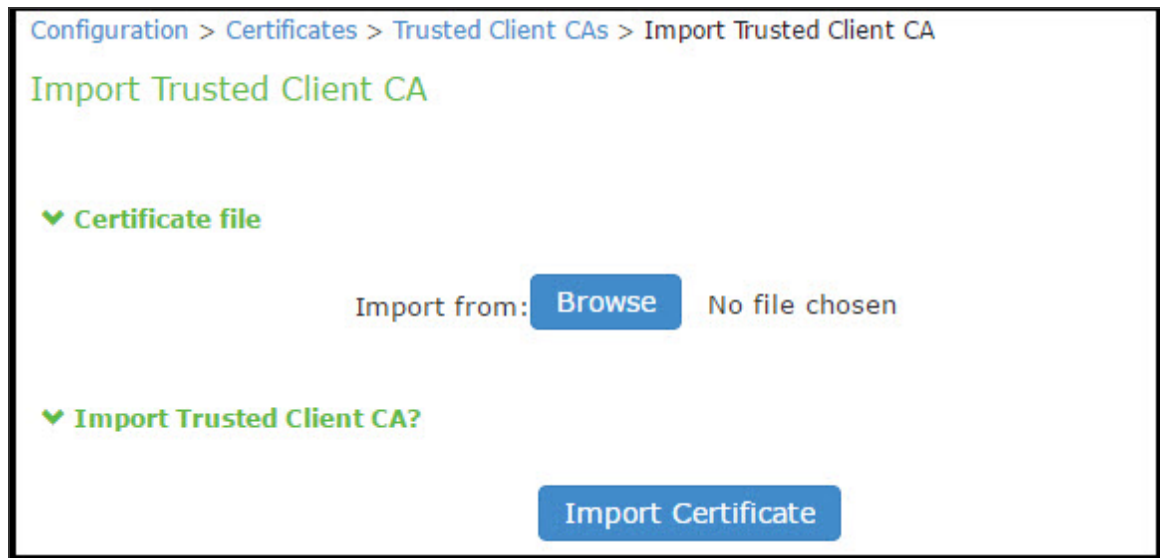 Configuration > Certificates > Trusted Client CAs > Import Trusted Client CA
Import Trusted Client CA
Certificate file
Import from: Browse No file chosen
Import Trusted Client CA?
Import Certificate